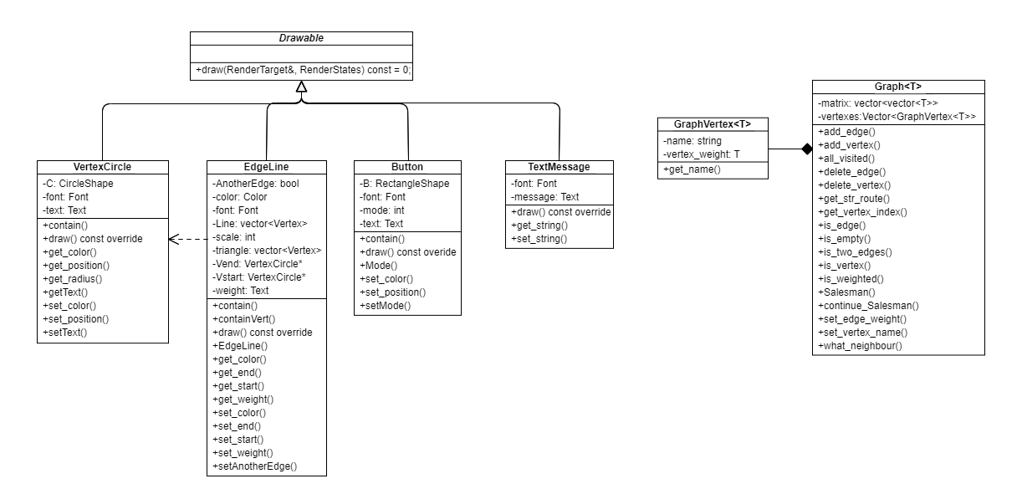 Drawable
+draw(RenderTarget&, RenderStates) const = 0;
VertexCircle
-C: CircleShape
-font: Font
-text: Text
+contain()
+draw() const override
+get_color()
+get_position()
+get_radius()
+getText()
+set_color()
+set_position()
+setText()
EdgeLine
-AnotherEdge: bool
-color: Color
-font: Font
-Line: vector<Vertex>
-scale: int
-triangle: vector<Vertex>
-Vend: VertexCircle*
-Vstart: VertexCircle*
-weight: Text
+contain()
+containVert()
+draw() const override
+EdgeLine()
+get_color()
+get_end()
+get_start()
+get_weight()
+set_color()
+set_end()
+set_start()
+set_weight()
+setAnotherEdge()
Button
-B: RectangleShape
-font: Font
-mode: int
-text: Text
+contain()
+draw() const overide
+Mode()
+set_color()
+set_position()
+setMode()
TextMessage
-font: Font
-message: Text
+draw() const override
+get_string()
+set_string()
GraphVertex<T>
-name: string
-vertex_weight: T
+get_name()
Graph<T>
-matrix: vector<vector<T>>
-vertexes:Vector<GraphVertex<T>>
+add_edge()
+add_vertex()
+all_visited()
+delete_edge()
+delete_vertex()
+get_str_route()
+get_vertex_index()
+is_edge()
+is_empty()
+is_two_edges()
+is_vertex()
+is_weighted()
+Salesman()
+continue_Salesman()
+set_edge_weight()
+set_vertex_name()
+what_neighbour()